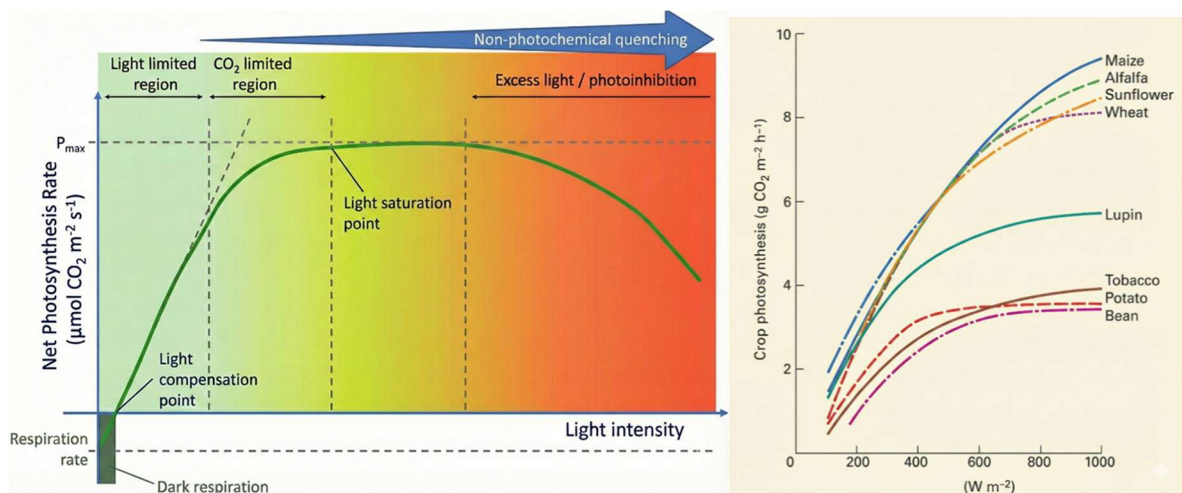 Non-photochemical quenching
Light limited
region
CO₂ limited
region
Excess light / photoinhibition
Pmax
Net Photosynthesis Rate
(µmol CO₂ m⁻² s⁻¹)
Light saturation
point
Light
compensation
point
Light intensity
Respiration
rate
Dark respiration
10
8
6
4
2
0
200
400
600
800
1000
Crop photosynthesis (g CO₂ m⁻² h⁻¹)
(W m⁻²)
Maize
Alfalfa
Sunflower
Wheat
Lupin
Tobacco
Potato
Bean